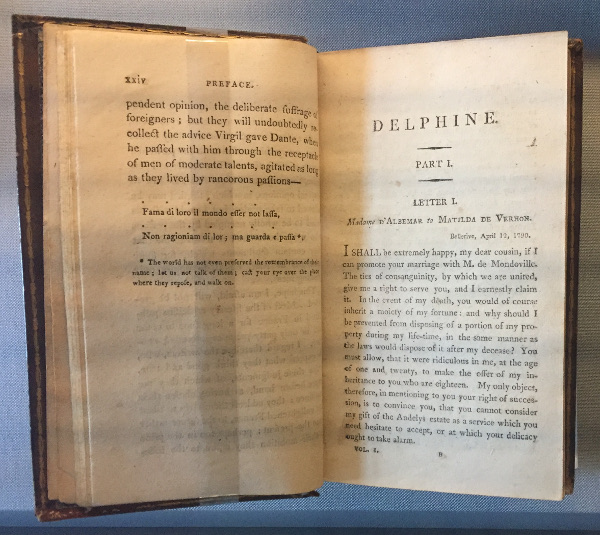 xxiv PREFACE.
pendent opinion, the deliberate ſuffrage of
foreigners; but they will undoubtedly re-
collect the advice Virgil gave Dante, when
he paſſed with him through the receptacle
of men of moderate talents, agitated as long
as they lived by rancorous paſſions—
. . . . . .
Fama di loro il mondo eſſer not laſſa,
. . . . . .
Non ragioniam di lor; ma guarda e paſſa *.
* The world has not even preſerved the remembrance of their
name; let us not talk of them; caſt your eye over the place
where they repoſe, and walk on.
DELPHINE.
PART I.
LETTER I.
Madame D'ALBEMAR to MATILDA DE VERNON.
Bellerive, April 12, 1790.
I SHALL be extremely happy, my dear couſin, if I
can promote your marriage with M. de Mondoville.
The ties of conſanguinity, by which we are united,
give me a right to ſerve you, and I earneſtly claim
it. In the event of my death, you would of courſe
inherit a moiety of my fortune: and why ſhould I
be prevented from diſpoſing of a portion of my pro-
perty during my life-time, in the ſame manner as
the laws would diſpoſe of it after my deceaſe? You
muſt allow, that it were ridiculous in me, at the age
of one and twenty, to make the offer of my in-
heritance to you who are eighteen. My only object,
therefore, in mentioning to you your right of ſucceſ-
ſion, is to convince you, that you cannot conſider
my gift of the Andelys eſtate as a ſervice which you
need heſitate to accept, or at which your delicacy
ought to take alarm.
VOL. I. B